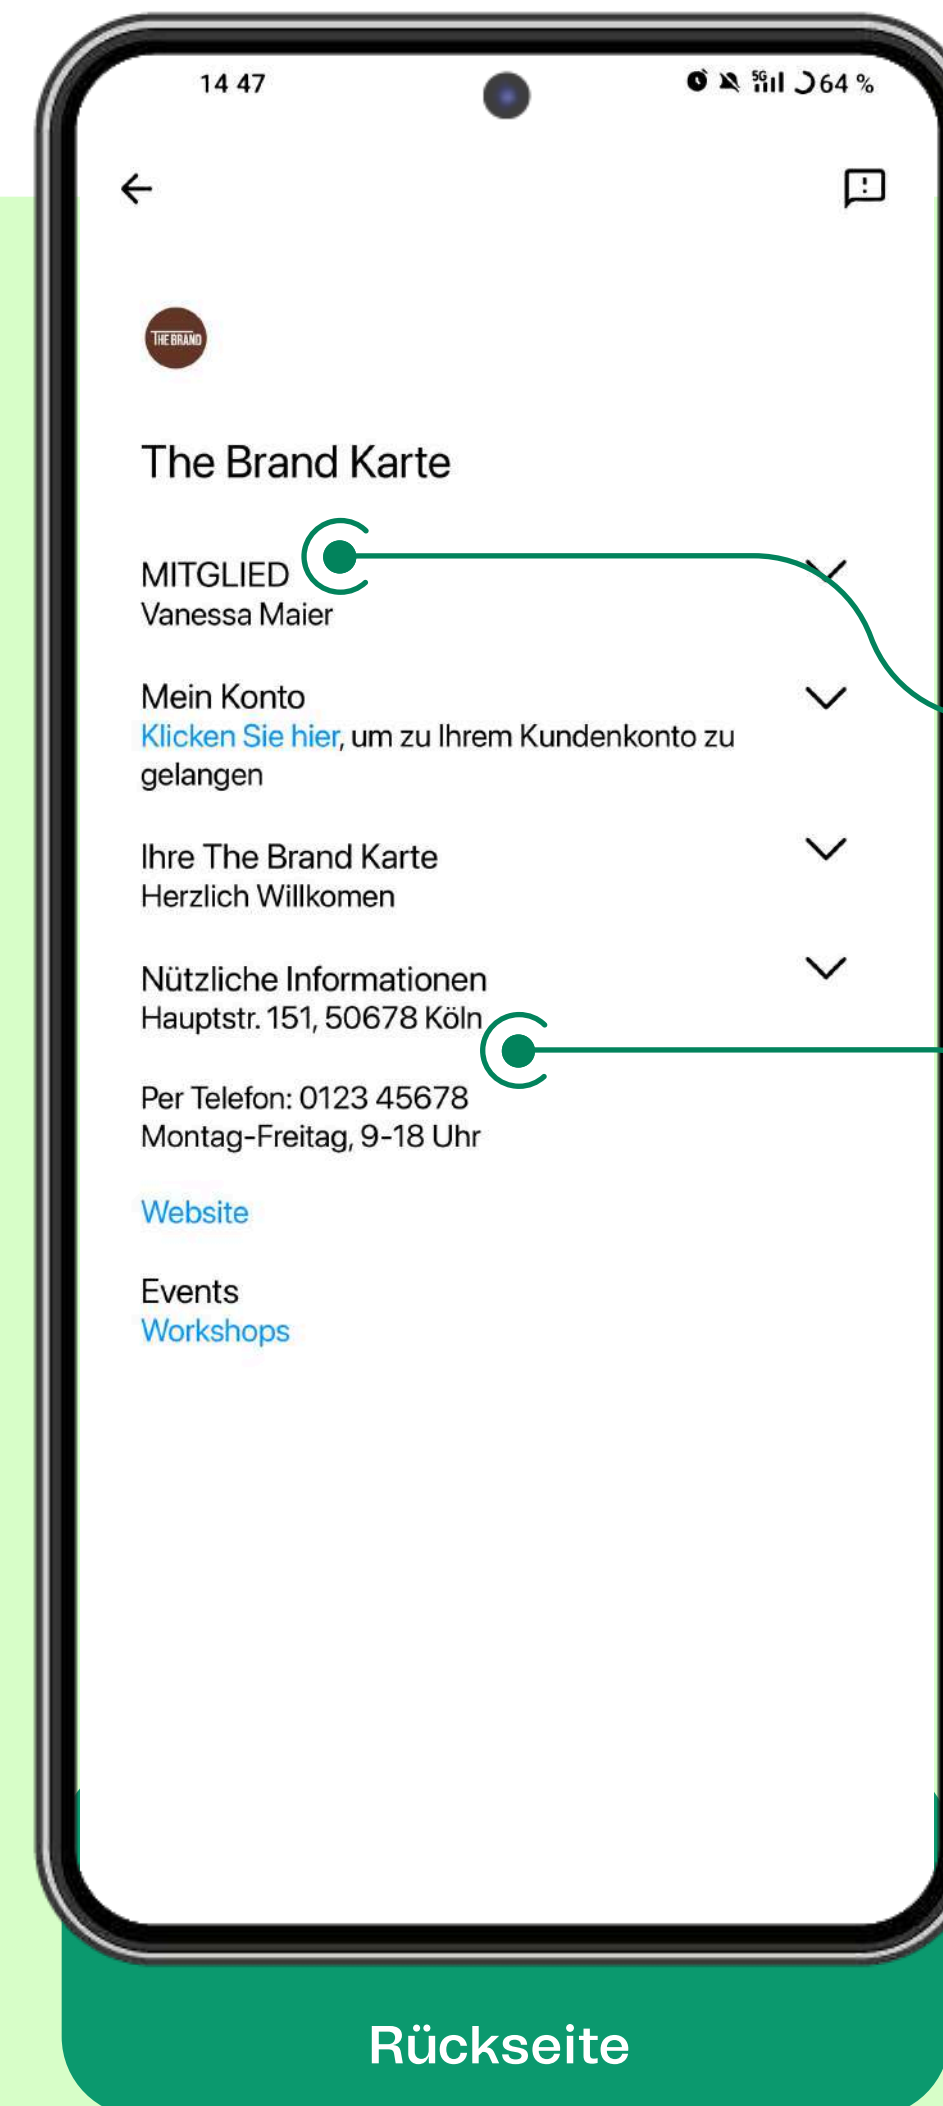 14 47
5G 64 %
THE BRAND
The Brand Karte
MITGLIED
Vanessa Maier
Mein Konto
Klicken Sie hier, um zu Ihrem Kundenkonto zu
gelangen
Ihre The Brand Karte
Herzlich Willkomen
Nützliche Informationen
Hauptstr. 151, 50678 Köln
Per Telefon: 0123 45678
Montag-Freitag, 9-18 Uhr
Website
Events
Workshops
Rückseite